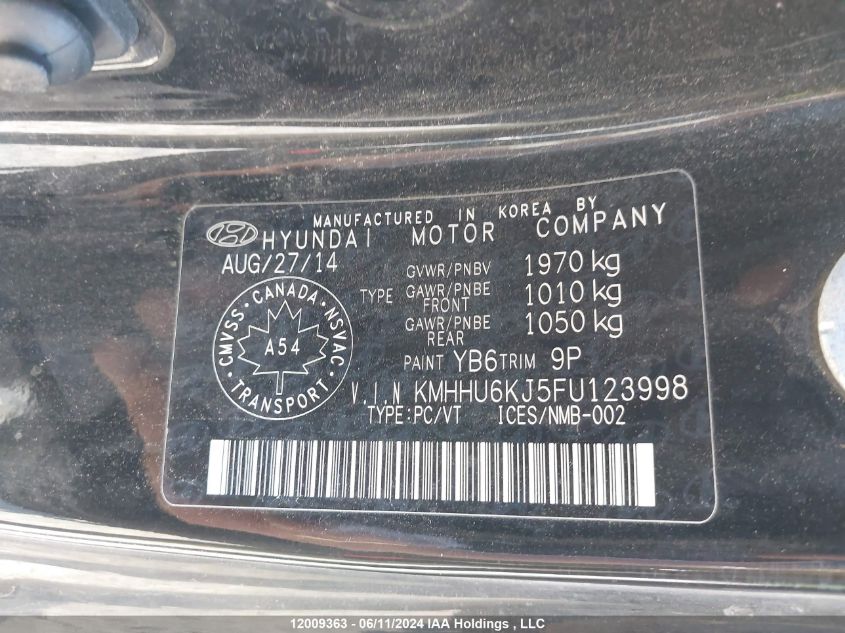 MANUFACTURED IN KOREA BY
HYUNDAI MOTOR COMPANY
AUG/27/14
GVWR/PNBV 1970 kg
TYPE GAWR/PNBE FRONT 1010 kg
GAWR/PNBE REAR 1050 kg
PAINT YB6 TRIM 9P
CMVSS · CANADA · NSVAC
A54
TRANSPORT
V.I.N KMHHU6KJ5FU123998
TYPE:PC/VT ICES/NMB-002
12009363 - 06/11/2024 IAA Holdings , LLC